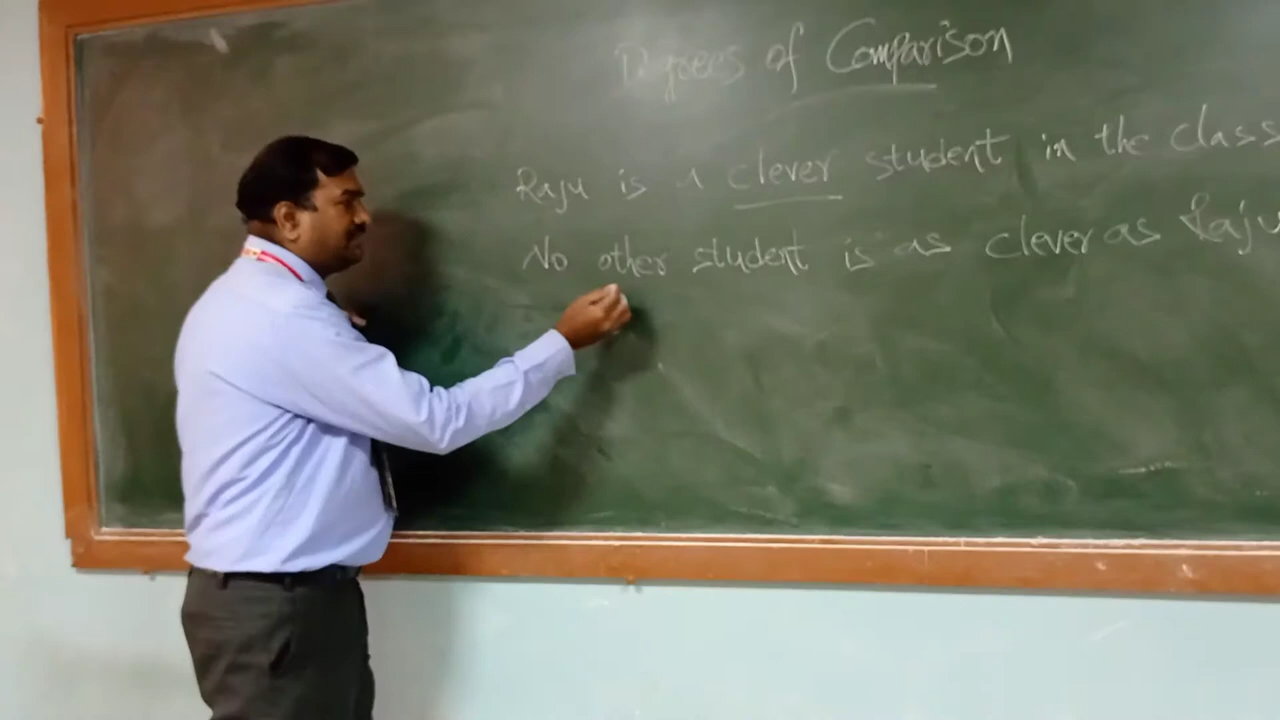 Degrees of Comparison
Raju is a clever student in the class
No other student is as clever as Raju